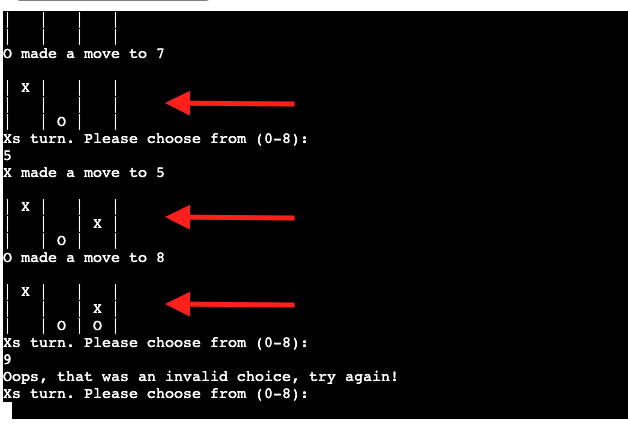 |   |   |   |
|   |   |   |
O made a move to 7

| X |   |   |
|   |   |   |
|   | O |   |
Xs turn. Please choose from (0-8):
5
X made a move to 5

| X |   |   |
|   |   | X |
|   | O |   |
O made a move to 8

| X |   |   |
|   |   | X |
|   | O | O |
Xs turn. Please choose from (0-8):
9
Oops, that was an invalid choice, try again!
Xs turn. Please choose from (0-8):